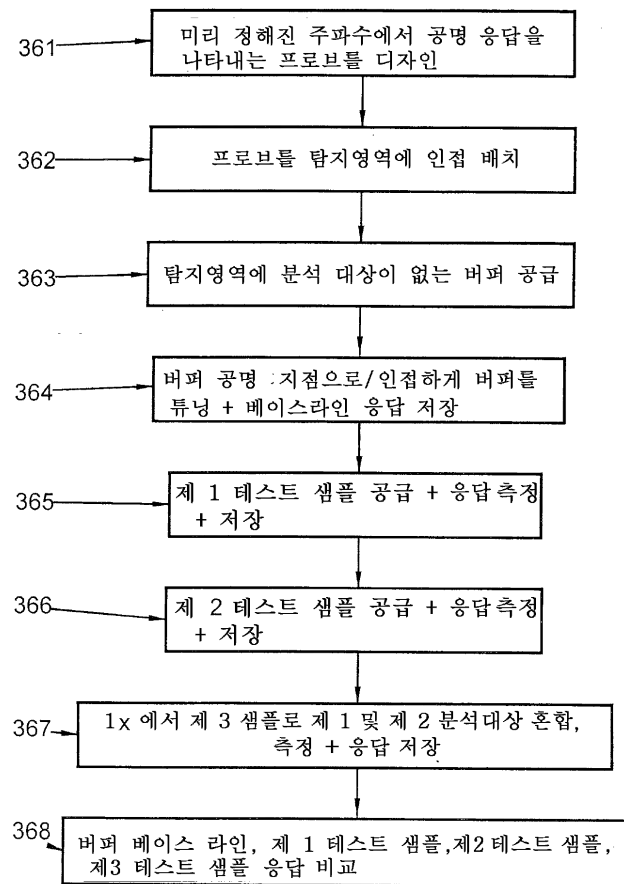 361
미리 정해진 주파수에서 공명 응답을
나타내는 프로브를 디자인
362
프로브를 탐지영역에 인접 배치
363
탐지영역에 분석 대상이 없는 버퍼 공급
364
버퍼 공명 지점으로/인접하게 버퍼를
튜닝 + 베이스라인 응답 저장
365
제 1 테스트 샘플 공급 + 응답측정
+ 저장
366
제 2 테스트 샘플 공급 + 응답측정
+ 저장
367
1x 에서 제 3 샘플로 제 1 및 제 2 분석대상 혼합,
측정 + 응답 저장
368
버퍼 베이스 라인, 제 1 테스트 샘플,제2 테스트 샘플,
제3 테스트 샘플 응답 비교